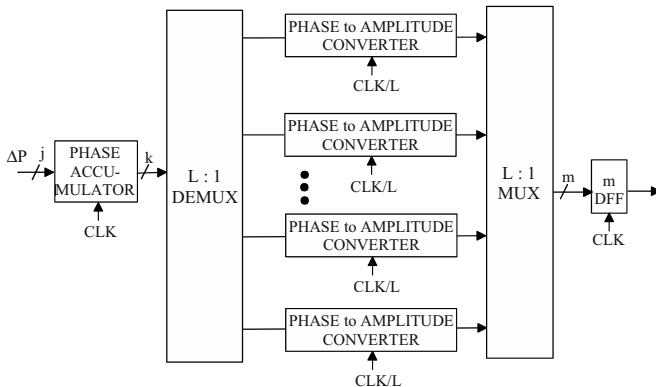 ΔP
j
PHASE
ACCU-
MULATOR
CLK
k
L : 1
DEMUX
PHASE to AMPLITUDE
CONVERTER
CLK/L
PHASE to AMPLITUDE
CONVERTER
CLK/L
PHASE to AMPLITUDE
CONVERTER
CLK/L
PHASE to AMPLITUDE
CONVERTER
CLK/L
L : 1
MUX
m
m
DFF
CLK